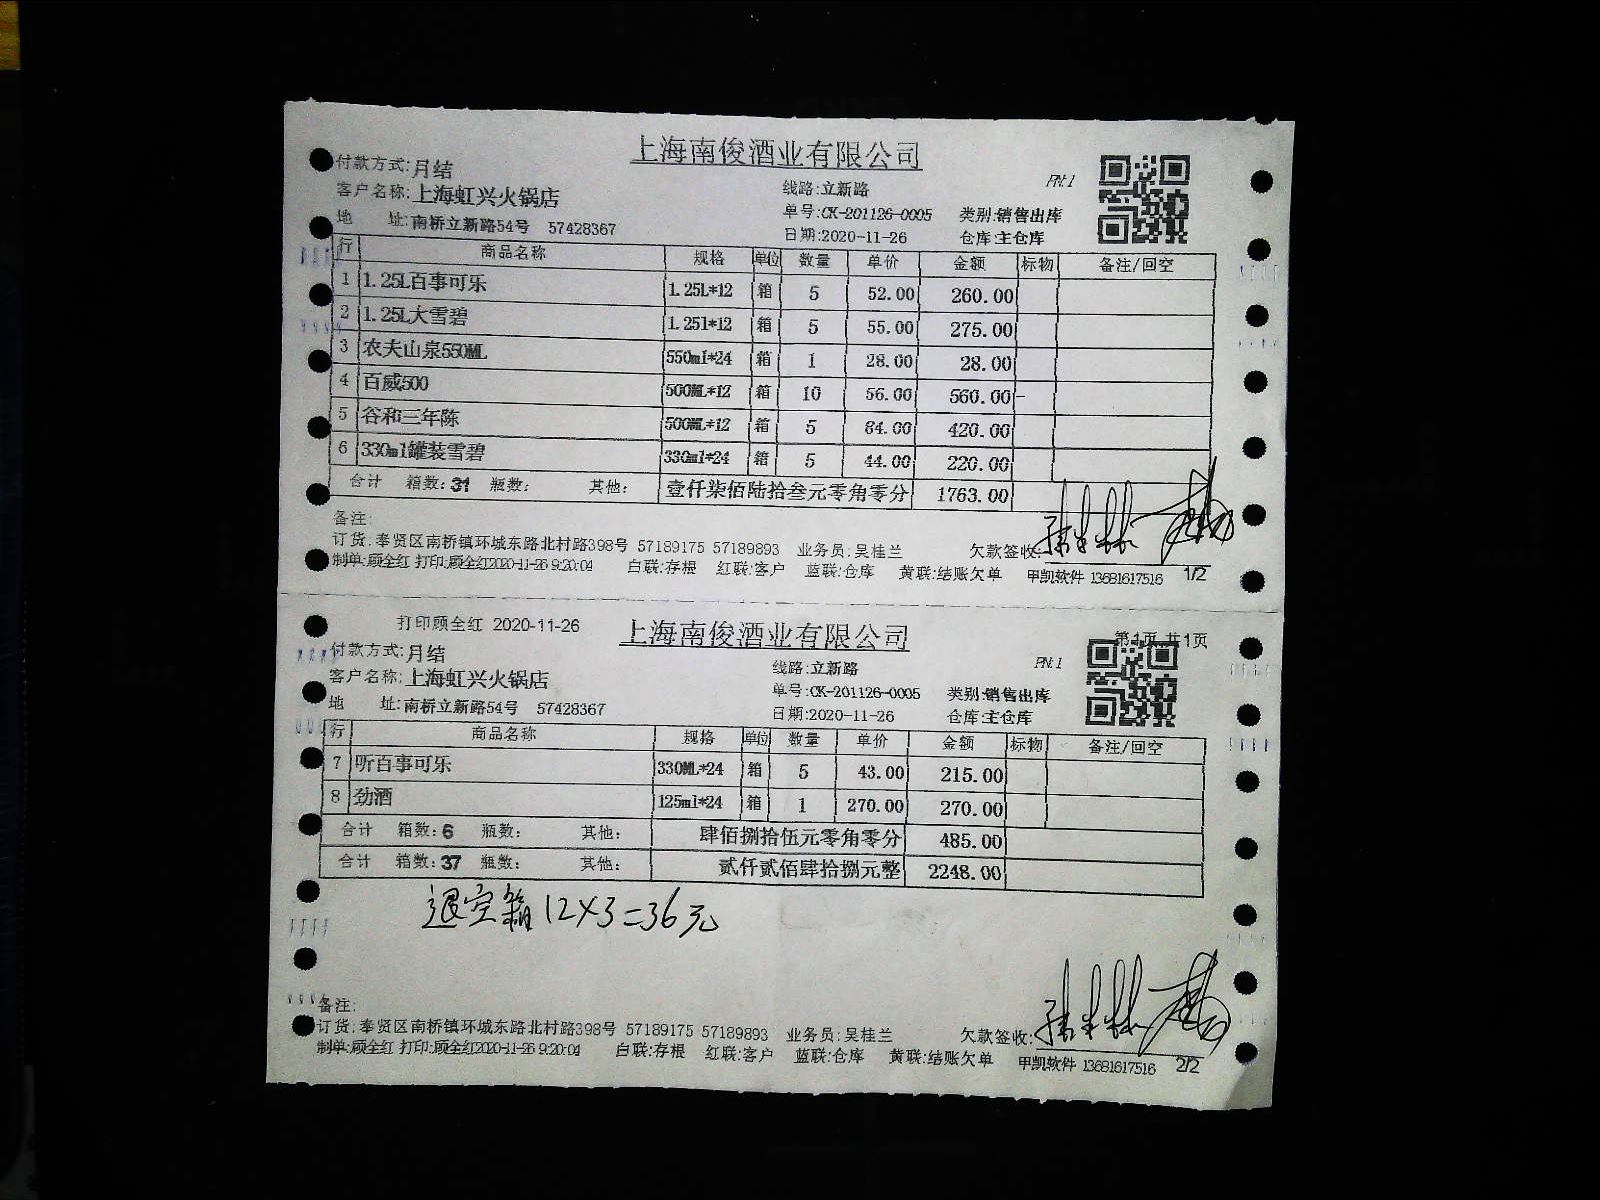 上海南俊酒业有限公司
付款方式:月结
PN:1
客户名称:上海虹兴火锅店 线路:立新路
单号:CK-201126-0005 类别:销售出库
地 址:南桥立新路54号 57428367 日期:2020-11-26 仓库:主仓库
行 商品名称 规格 单位 数量 单价 金额 标物 备注/回空
1 1.25L百事可乐 1.25L*12 箱 5 52.00 260.00
2 1.25L大雪碧 1.25l*12 箱 5 55.00 275.00
3 农夫山泉550ML 550ml*24 箱 1 28.00 28.00
4 百威500 500ML*12 箱 10 56.00 560.00
5 谷和三年陈 500ML*12 箱 5 84.00 420.00
6 330ml罐装雪碧 330ml*24 箱 5 44.00 220.00
合计 箱数:31 瓶数: 其他: 壹仟柒佰陆拾叁元零角零分 1763.00
备注:
订货:奉贤区南桥镇环城东路北村路398号 57189175 57189893 业务员:吴桂兰 欠款签收:
制单:顾全红 打印:顾全红2020-11-26 9:20:04 白联:存根 红联:客户 蓝联:仓库 黄联:结账欠单 甲凯软件 13681617516 1/2
打印顾全红 2020-11-26 上海南俊酒业有限公司 第1页 共1页
付款方式:月结
PN:1
客户名称:上海虹兴火锅店 线路:立新路
单号:CK-201126-0005 类别:销售出库
地 址:南桥立新路54号 57428367 日期:2020-11-26 仓库:主仓库
行 商品名称 规格 单位 数量 单价 金额 标物 备注/回空
7 听百事可乐 330ML*24 箱 5 43.00 215.00
8 劲酒 125ml*24 箱 1 270.00 270.00
合计 箱数:6 瓶数: 其他: 肆佰捌拾伍元零角零分 485.00
合计 箱数:37 瓶数: 其他: 贰仟贰佰肆拾捌元整 2248.00
退空箱12×3=36元
备注:
订货:奉贤区南桥镇环城东路北村路398号 57189175 57189893 业务员:吴桂兰 欠款签收:
制单:顾全红 打印:顾全红2020-11-26 9:20:04 白联:存根 红联:客户 蓝联:仓库 黄联:结账欠单 甲凯软件 13681617516 2/2